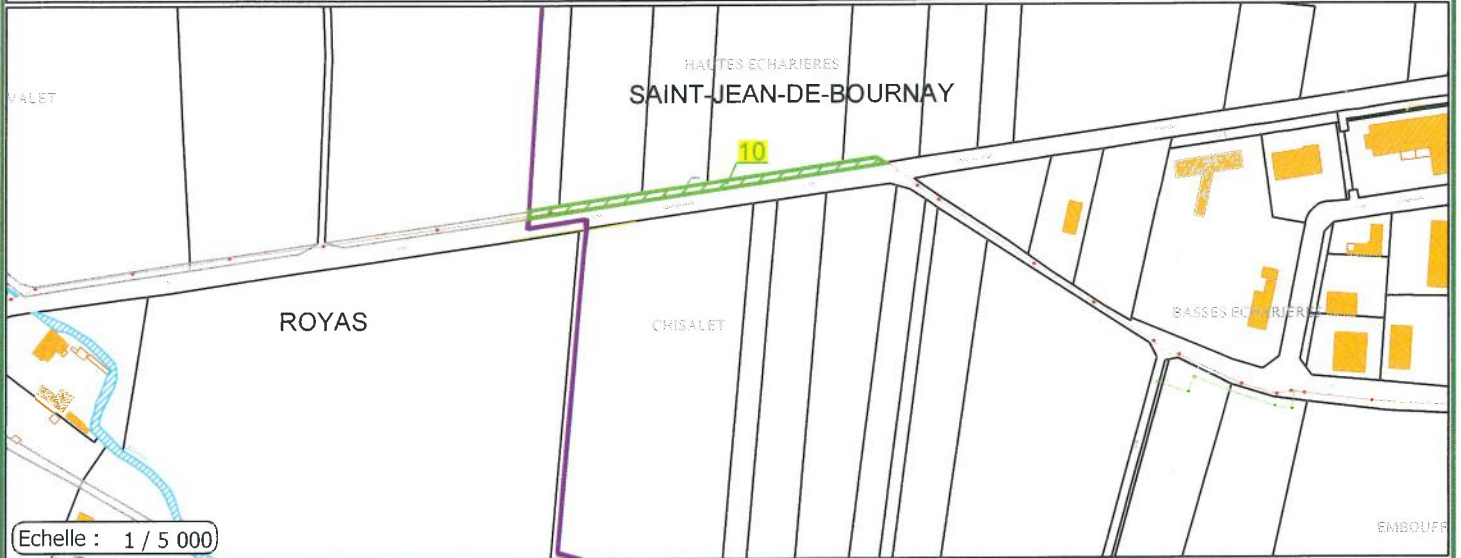 HAUTES ECHARIERES
SAINT-JEAN-DE-BOURNAY
VALET
10
ROYAS
CHISALET
BASSES ECHARIERES
EMBOUFF
Echelle : 1 / 5 000